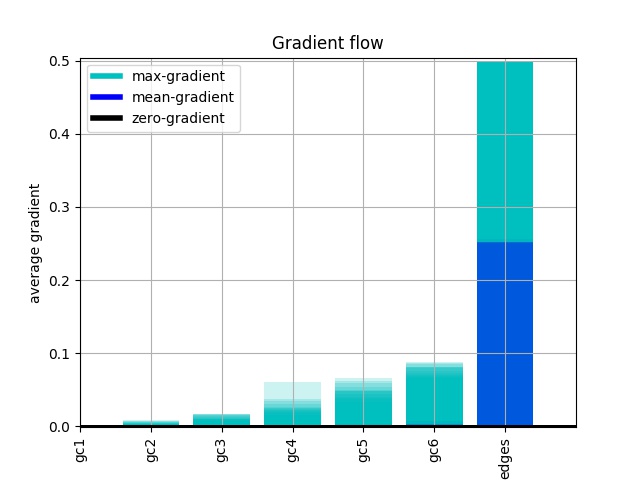 Gradient flow
max-gradient
mean-gradient
zero-gradient
average gradient
0.5
0.4
0.3
0.2
0.1
0.0
gc1
gc2
gc3
gc4
gc5
gc6
edges